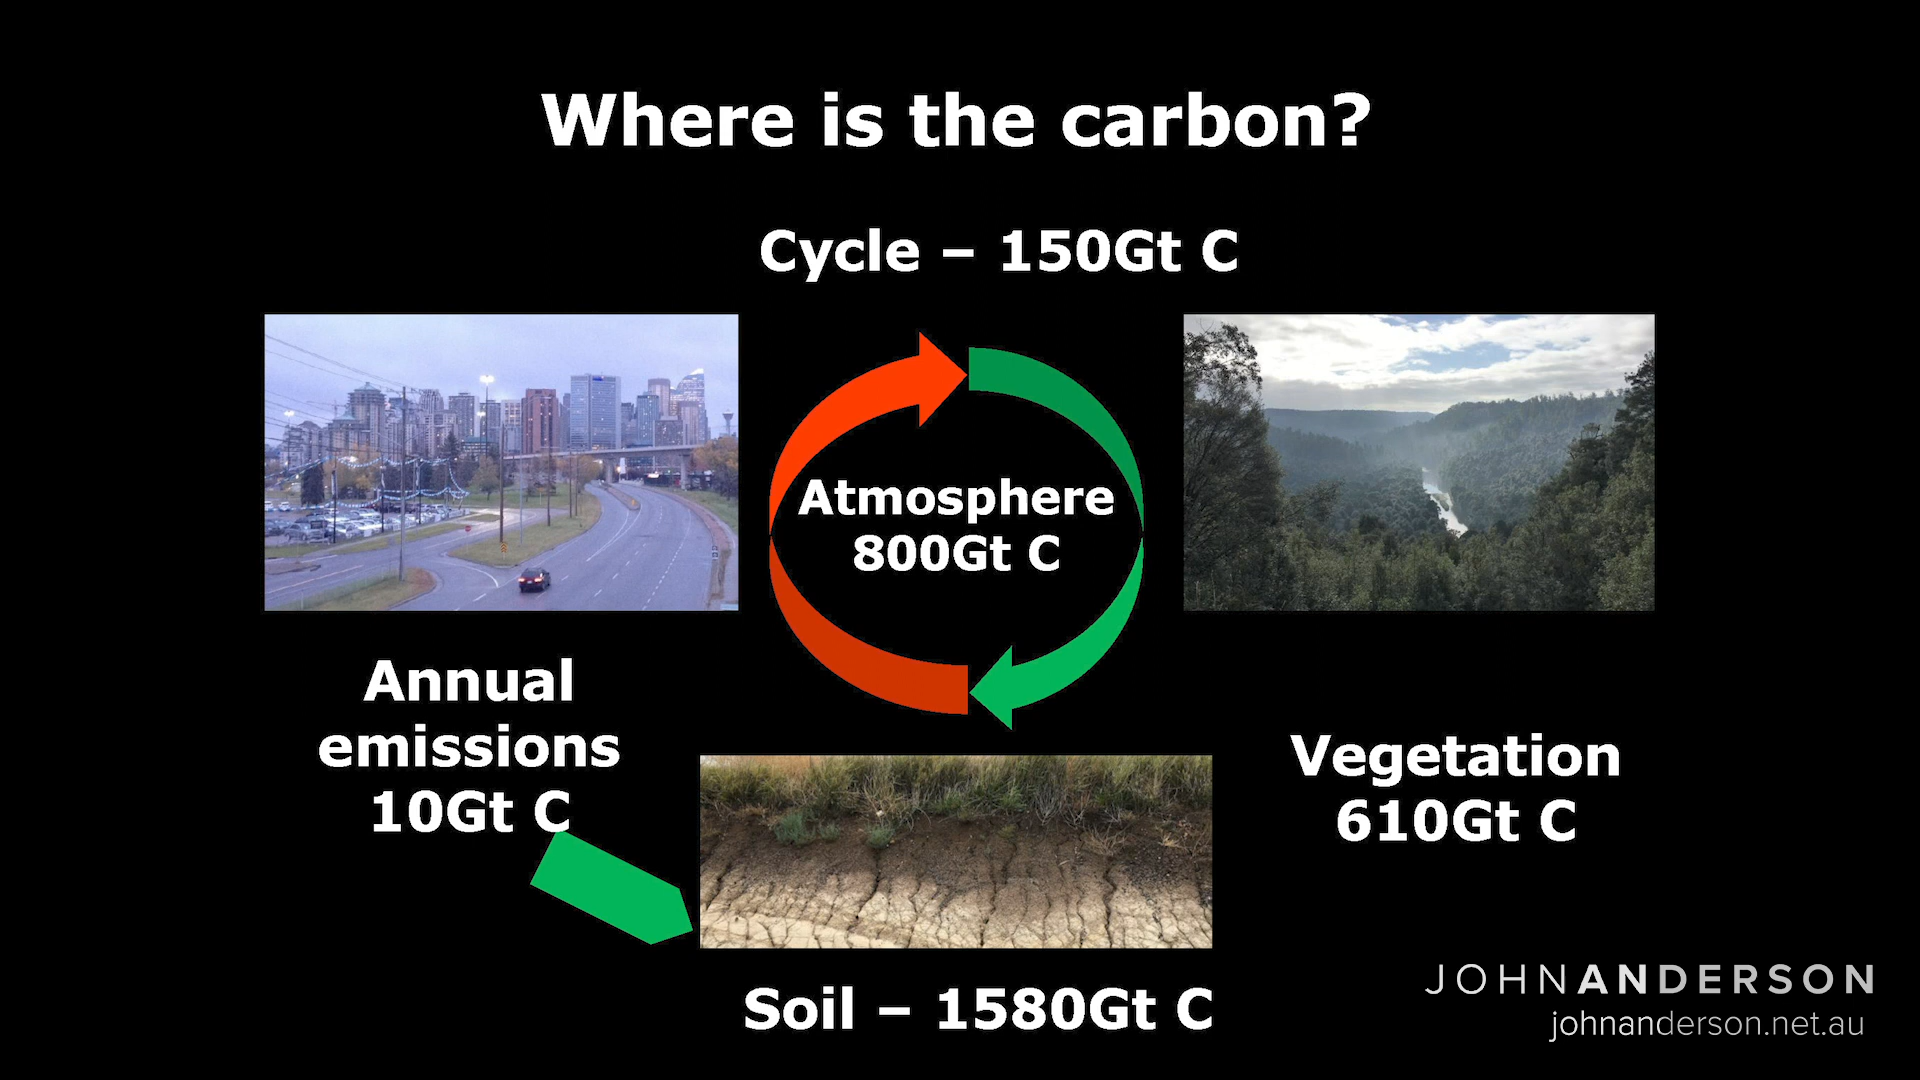 Where is the carbon?
Cycle – 150Gt C
Atmosphere
800Gt C
Annual
emissions
10Gt C
Vegetation
610Gt C
Soil – 1580Gt C
JOHNANDERSON
johnanderson.net.au